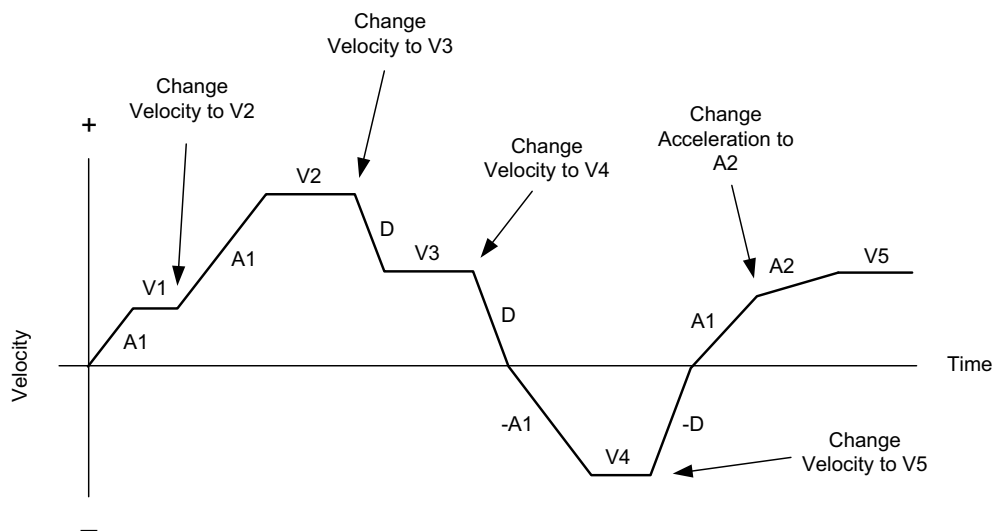 Change
Velocity to V3
Change
Velocity to V2
+
Change
Acceleration to
A2
Change
Velocity to V4
V2
D
V3
A2
V5
A1
V1
A1
D
A1
Velocity
Time
-A1
-D
V4
Change
Velocity to V5
–